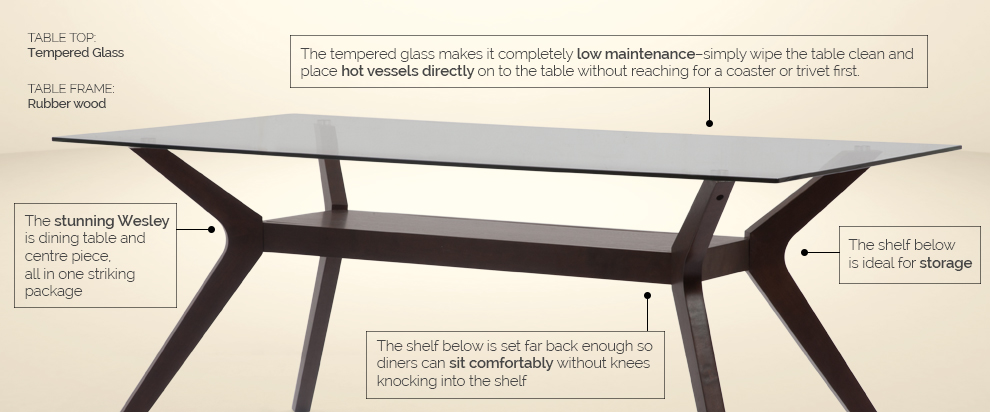 TABLE TOP:
Tempered Glass
TABLE FRAME:
Rubber wood
The tempered glass makes it completely low maintenance–simply wipe the table clean and
place hot vessels directly on to the table without reaching for a coaster or trivet first.
The stunning Wesley
is dining table and
centre piece,
all in one striking
package
The shelf below
is ideal for storage
The shelf below is set far back enough so
diners can sit comfortably without knees
knocking into the shelf